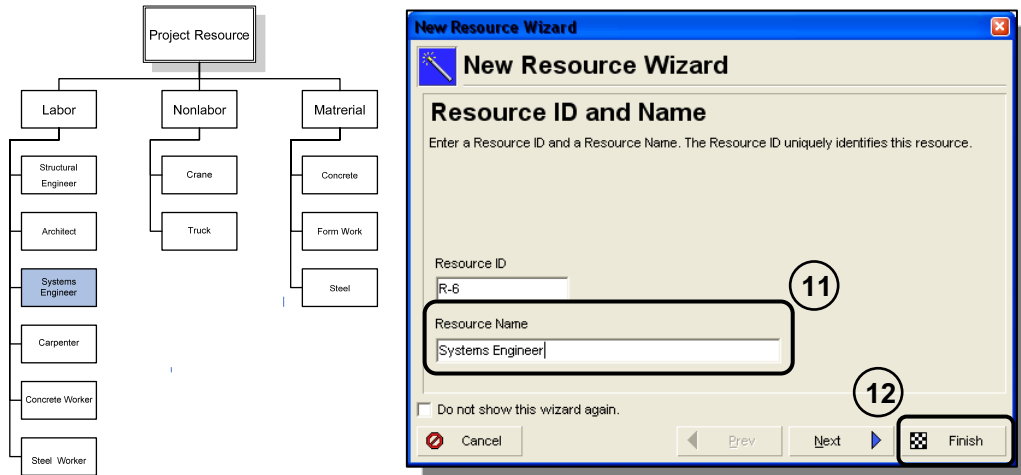 Project Resource
Labor
Nonlabor
Matrerial
Structural
Engineer
Crane
Concrete
Architect
Truck
Form Work
Systems
Engineer
Steel
Carpenter
Concrete Worker
Steel Worker
New Resource Wizard
New Resource Wizard
Resource ID and Name
Enter a Resource ID and a Resource Name. The Resource ID uniquely identifies this resource.
Resource ID
R-6
11
Resource Name
Systems Engineer
12
Do not show this wizard again.
Cancel
Prev
Next
Finish